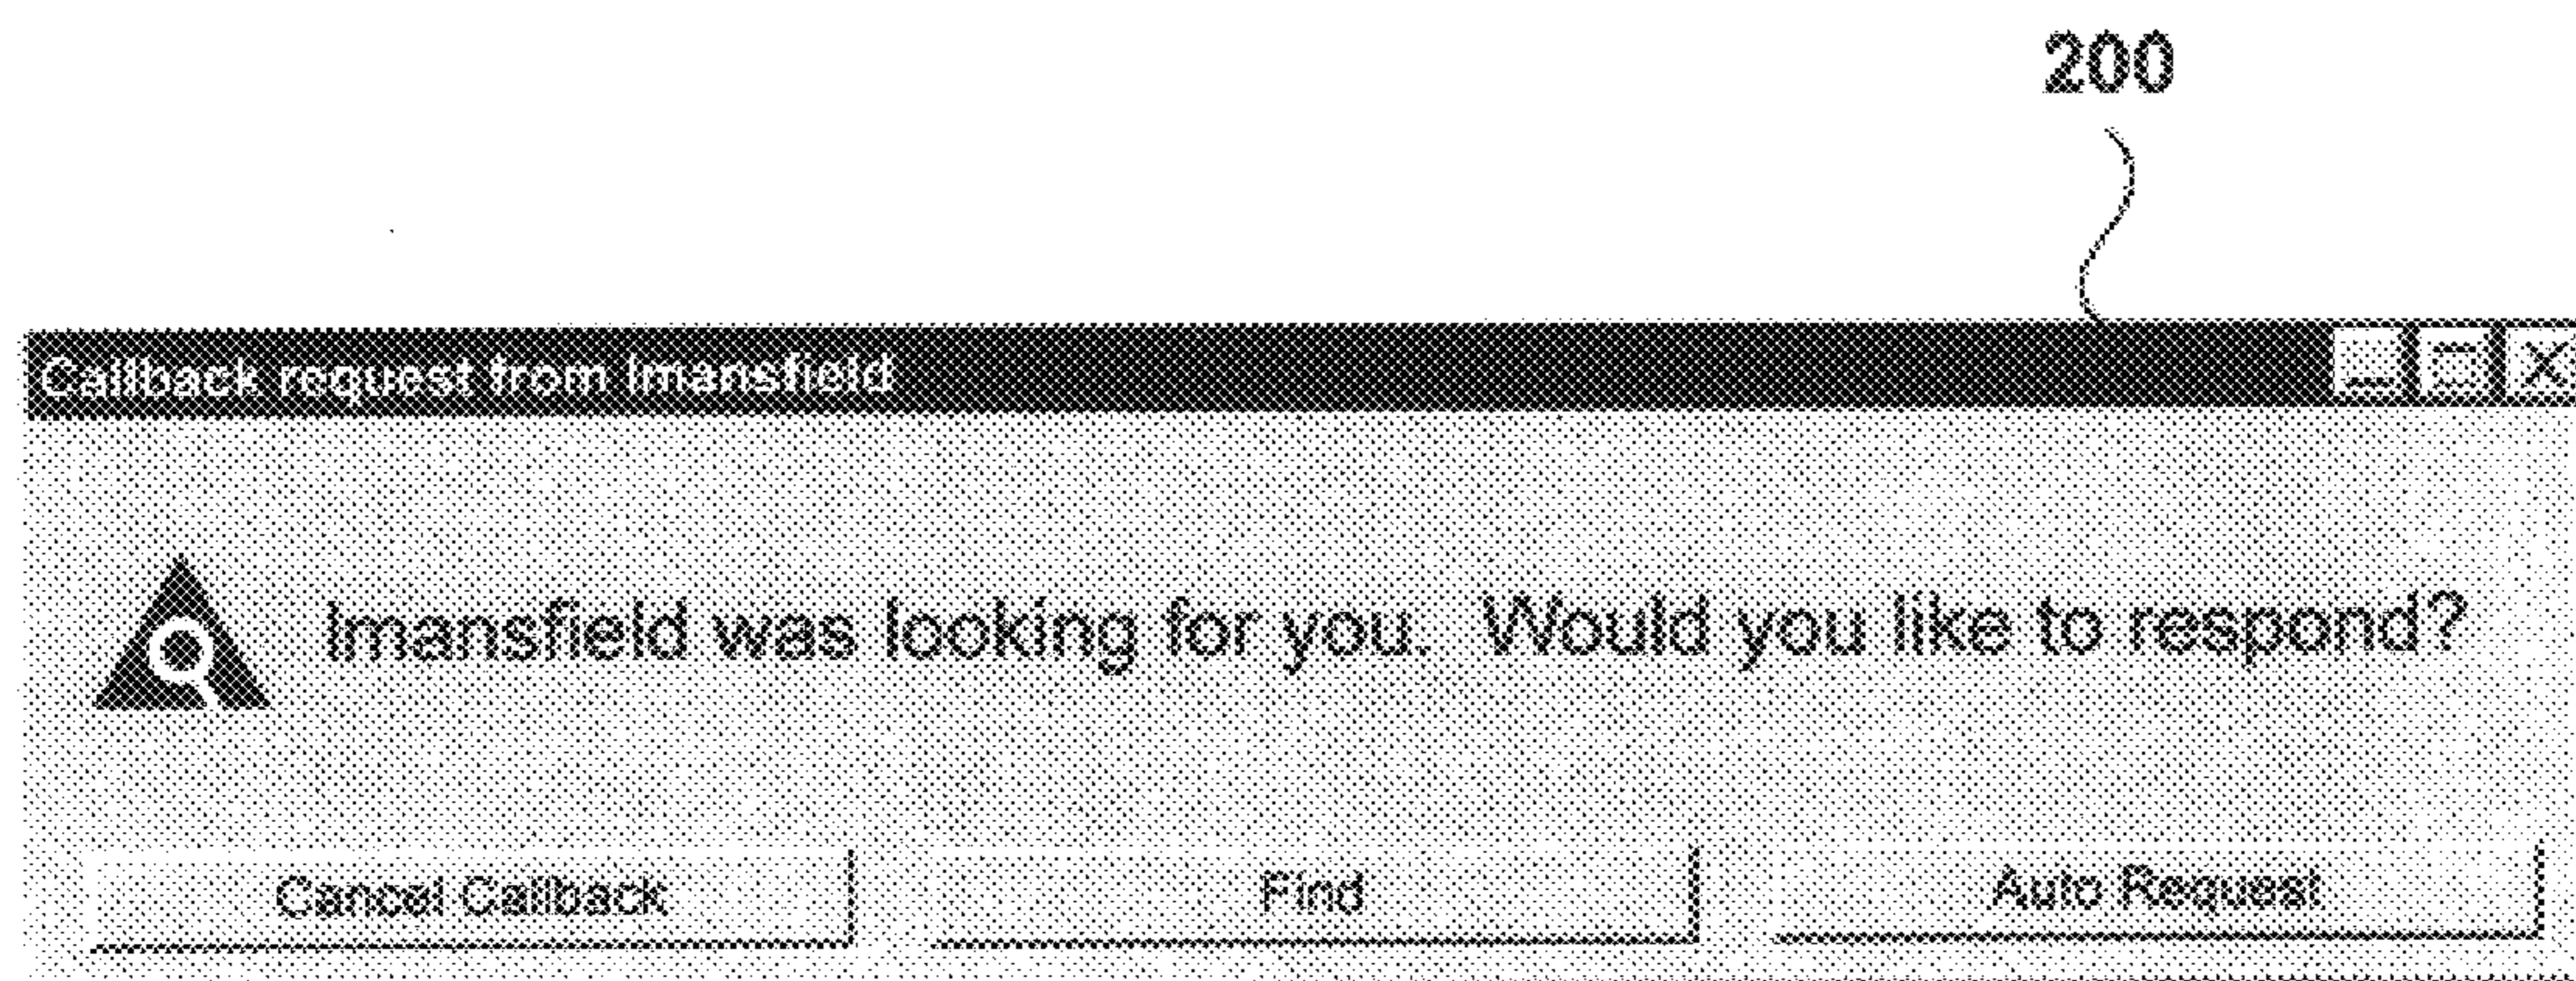 200
Callback request from lmansfield
lmansfield was looking for you. Would you like to respond?
Cancel Callback
Find
Auto Request